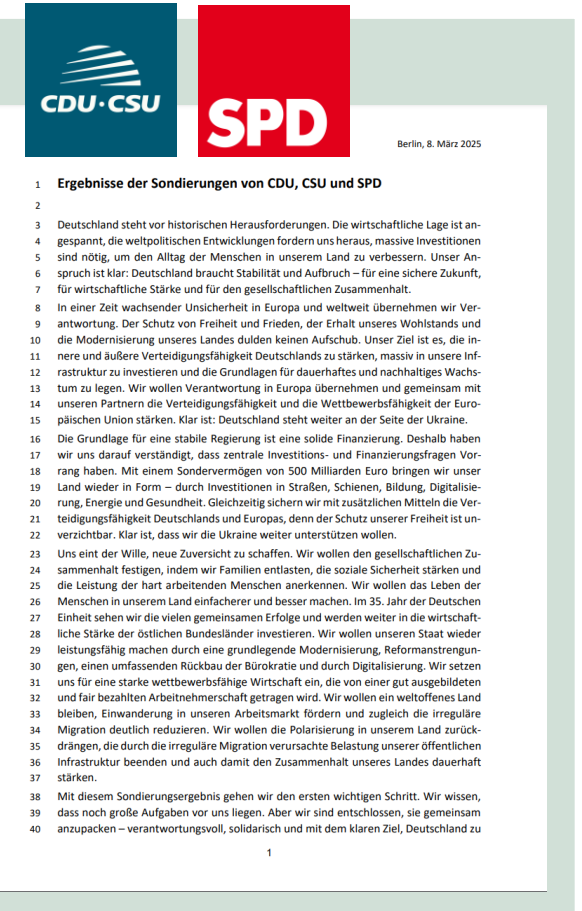 CDU·CSU
SPD
Berlin, 8. März 2025
1 Ergebnisse der Sondierungen von CDU, CSU und SPD
2
3 Deutschland steht vor historischen Herausforderungen. Die wirtschaftliche Lage ist an-
4 gespannt, die weltpolitischen Entwicklungen fordern uns heraus, massive Investitionen
5 sind nötig, um den Alltag der Menschen in unserem Land zu verbessern. Unser An-
6 spruch ist klar: Deutschland braucht Stabilität und Aufbruch – für eine sichere Zukunft,
7 für wirtschaftliche Stärke und für den gesellschaftlichen Zusammenhalt.
8 In einer Zeit wachsender Unsicherheit in Europa und weltweit übernehmen wir Ver-
9 antwortung. Der Schutz von Freiheit und Frieden, der Erhalt unseres Wohlstands und
10 die Modernisierung unseres Landes dulden keinen Aufschub. Unser Ziel ist es, die in-
11 nere und äußere Verteidigungsfähigkeit Deutschlands zu stärken, massiv in unsere Inf-
12 rastruktur zu investieren und die Grundlagen für dauerhaftes und nachhaltiges Wachs-
13 tum zu legen. Wir wollen Verantwortung in Europa übernehmen und gemeinsam mit
14 unseren Partnern die Verteidigungsfähigkeit und die Wettbewerbsfähigkeit der Euro-
15 päischen Union stärken. Klar ist: Deutschland steht weiter an der Seite der Ukraine.
16 Die Grundlage für eine stabile Regierung ist eine solide Finanzierung. Deshalb haben
17 wir uns darauf verständigt, dass zentrale Investitions- und Finanzierungsfragen Vor-
18 rang haben. Mit einem Sondervermögen von 500 Milliarden Euro bringen wir unser
19 Land wieder in Form – durch Investitionen in Straßen, Schienen, Bildung, Digitalisie-
20 rung, Energie und Gesundheit. Gleichzeitig sichern wir mit zusätzlichen Mitteln die Ver-
21 teidigungsfähigkeit Deutschlands und Europas, denn der Schutz unserer Freiheit ist un-
22 verzichtbar. Klar ist, dass wir die Ukraine weiter unterstützen wollen.
23 Uns eint der Wille, neue Zuversicht zu schaffen. Wir wollen den gesellschaftlichen Zu-
24 sammenhalt festigen, indem wir Familien entlasten, die soziale Sicherheit stärken und
25 die Leistung der hart arbeitenden Menschen anerkennen. Wir wollen das Leben der
26 Menschen in unserem Land einfacherer und besser machen. Im 35. Jahr der Deutschen
27 Einheit sehen wir die vielen gemeinsamen Erfolge und werden weiter in die wirtschaft-
28 liche Stärke der östlichen Bundesländer investieren. Wir wollen unseren Staat wieder
29 leistungsfähig machen durch eine grundlegende Modernisierung, Reformanstrengun-
30 gen, einen umfassenden Rückbau der Bürokratie und durch Digitalisierung. Wir setzen
31 uns für eine starke wettbewerbsfähige Wirtschaft ein, die von einer gut ausgebildeten
32 und fair bezahlten Arbeitnehmerschaft getragen wird. Wir wollen ein weltoffenes Land
33 bleiben, Einwanderung in unseren Arbeitsmarkt fördern und zugleich die irreguläre
34 Migration deutlich reduzieren. Wir wollen die Polarisierung in unserem Land zurück-
35 drängen, die durch die irreguläre Migration verursachte Belastung unserer öffentlichen
36 Infrastruktur beenden und auch damit den Zusammenhalt unseres Landes dauerhaft
37 stärken.
38 Mit diesem Sondierungsergebnis gehen wir den ersten wichtigen Schritt. Wir wissen,
39 dass noch große Aufgaben vor uns liegen. Aber wir sind entschlossen, sie gemeinsam
40 anzupacken – verantwortungsvoll, solidarisch und mit dem klaren Ziel, Deutschland zu
1